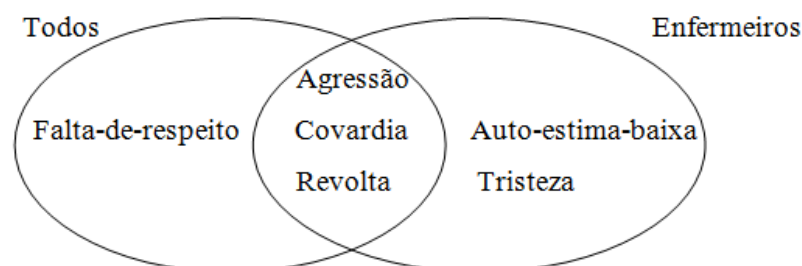 Todos
Enfermeiros
Agressão
Falta-de-respeito
Covardia
Auto-estima-baixa
Revolta
Tristeza